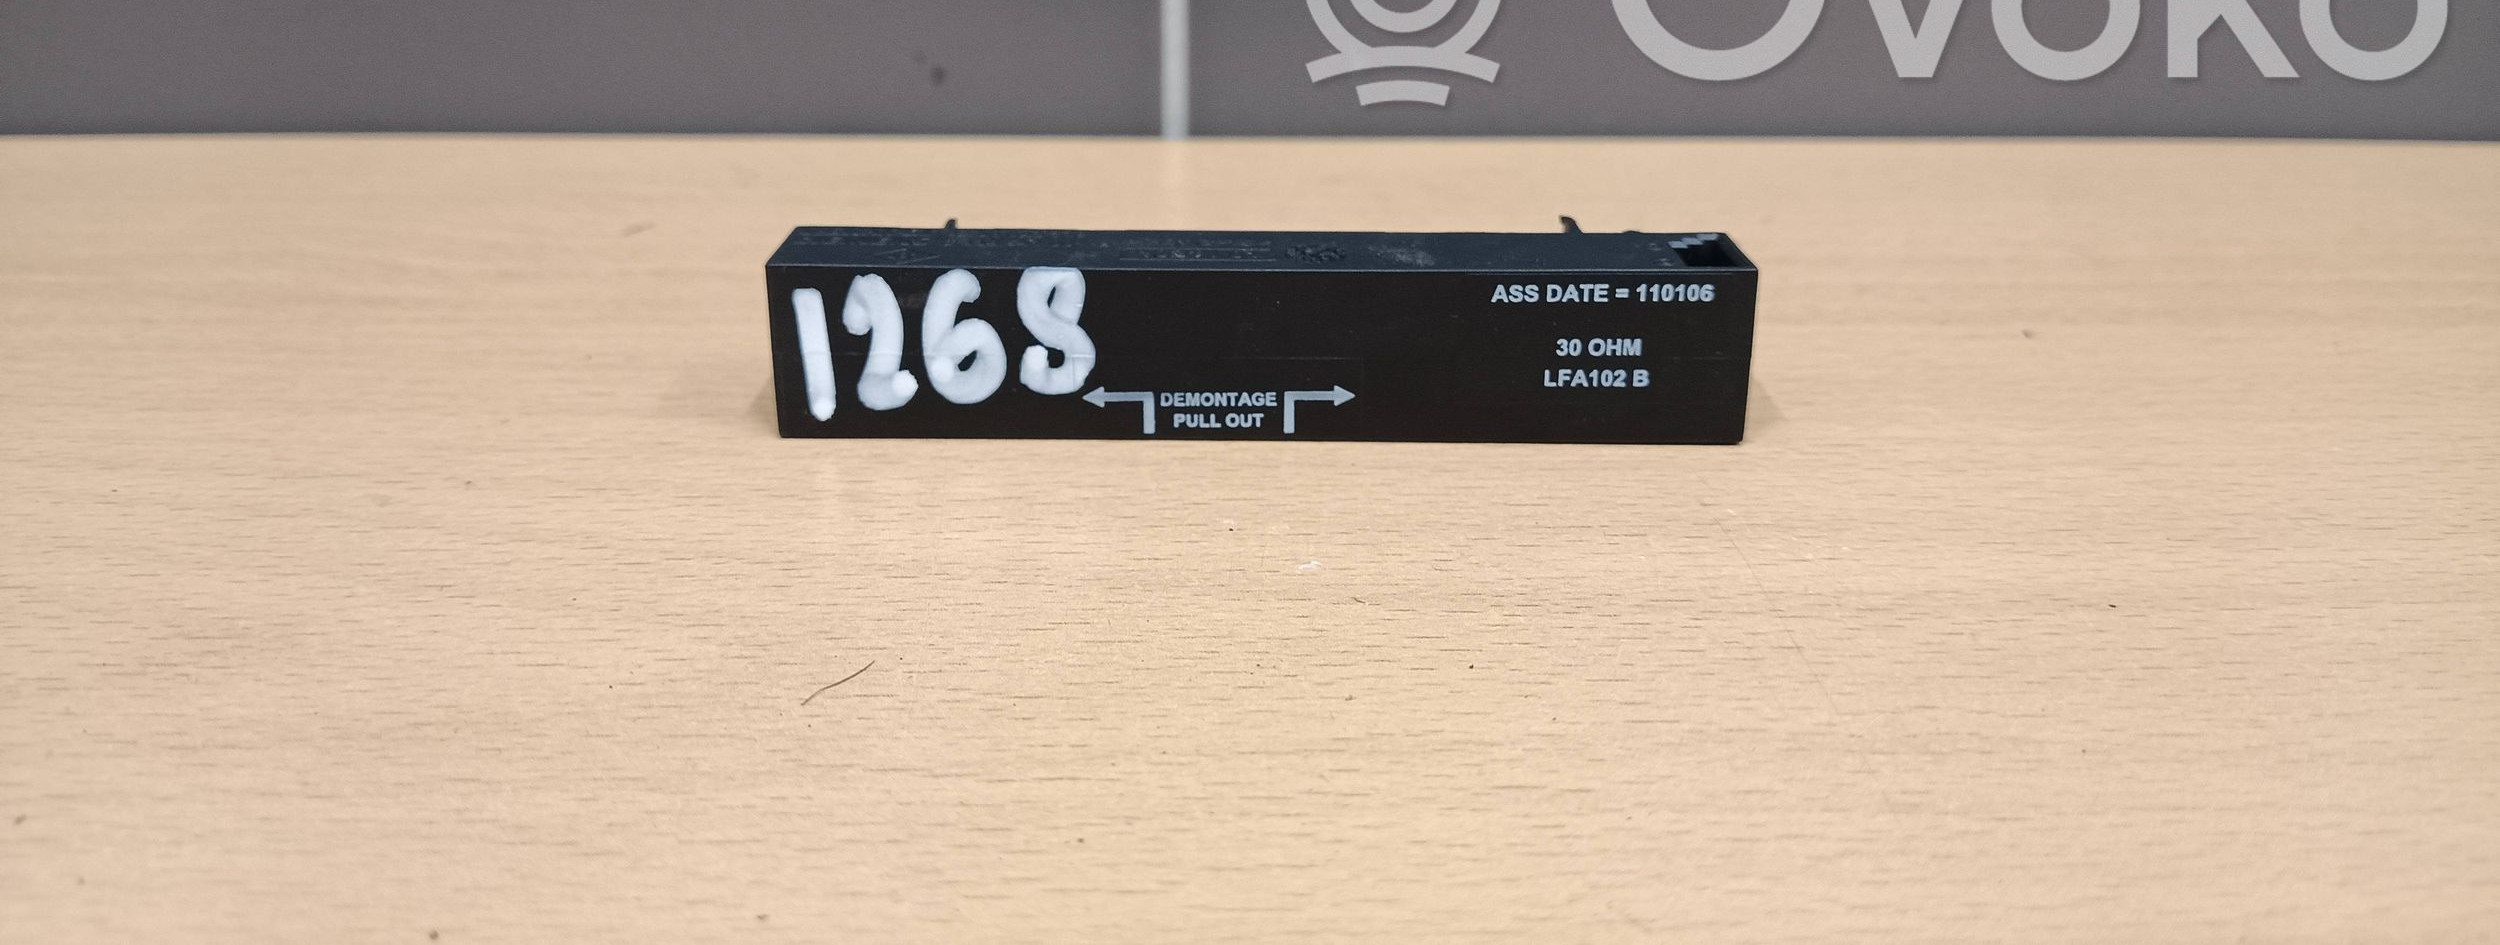 OVOKO
1268
ASS DATE = 110106
30 OHM
LFA102 B
DEMONTAGE
PULL OUT